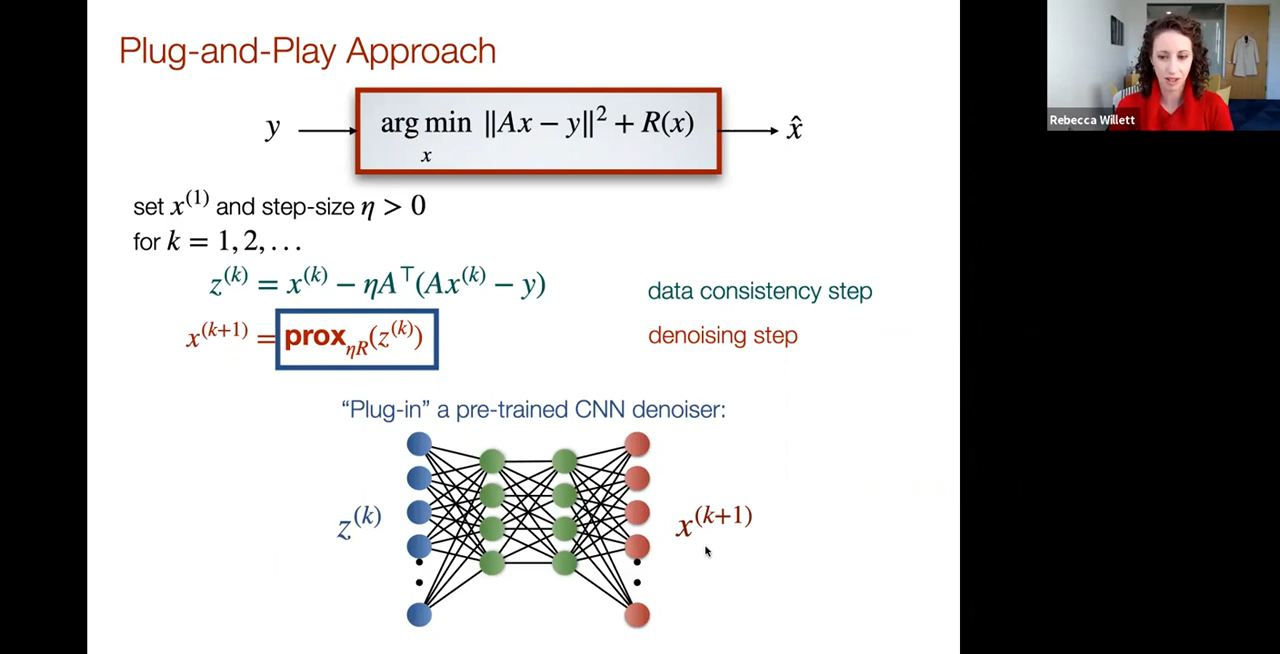 Plug-and-Play Approach
y
arg min ‖Ax − y‖² + R(x)
x
x̂
set x⁽¹⁾ and step-size η > 0
for k = 1, 2, …
z⁽ᵏ⁾ = x⁽ᵏ⁾ − ηA⊤(Ax⁽ᵏ⁾ − y)
data consistency step
x⁽ᵏ⁺¹⁾ = prox_ηR(z⁽ᵏ⁾)
denoising step
“Plug-in” a pre-trained CNN denoiser:
z⁽ᵏ⁾
x⁽ᵏ⁺¹⁾
Rebecca Willett